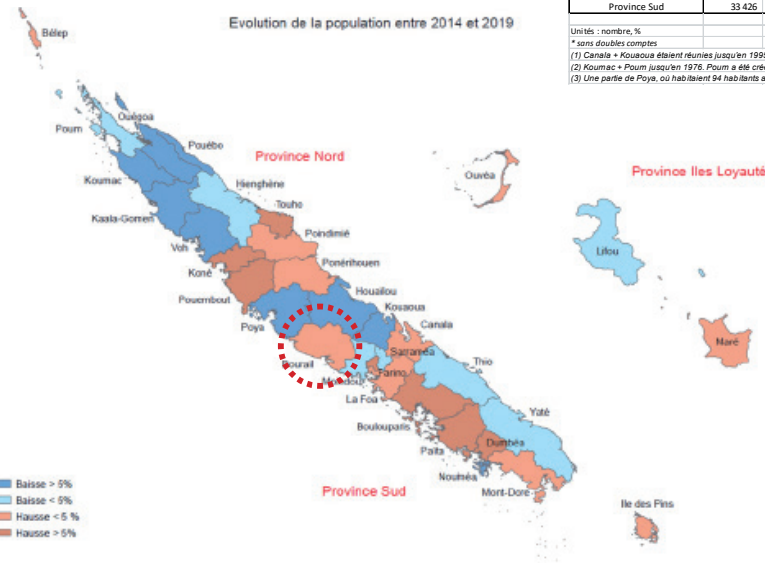 Evolution de la population entre 2014 et 2019
Province Sud 33 426
Unités : nombre, %
* sans doubles comptes
(1) Canala + Kouaoua étaient réunies jusqu'en 199
(2) Koumac + Poum jusqu'en 1976. Poum a été cré
(3) Une partie de Poya, où habitaient 94 habitants a
Bélep
Ouégoa
Poum
Pouébo
Province Nord
Koumac
Hienghène
Ouvéa
Province Iles Loyauté
Touho
Kaala-Gomen
Poindimié
Voh
Lifou
Koné
Ponérihouen
Pouembout
Houaïlou
Kouaoua
Poya
Canala
Maré
Sarraméa
Thio
Bourail
Farino
Moindou
La Foa
Yaté
Boulouparis
Dumbéa
Païta
Nouméa
Mont-Dore
Province Sud
Ile des Pins
Baisse > 5%
Baisse < 5%
Hausse < 5 %
Hausse > 5%